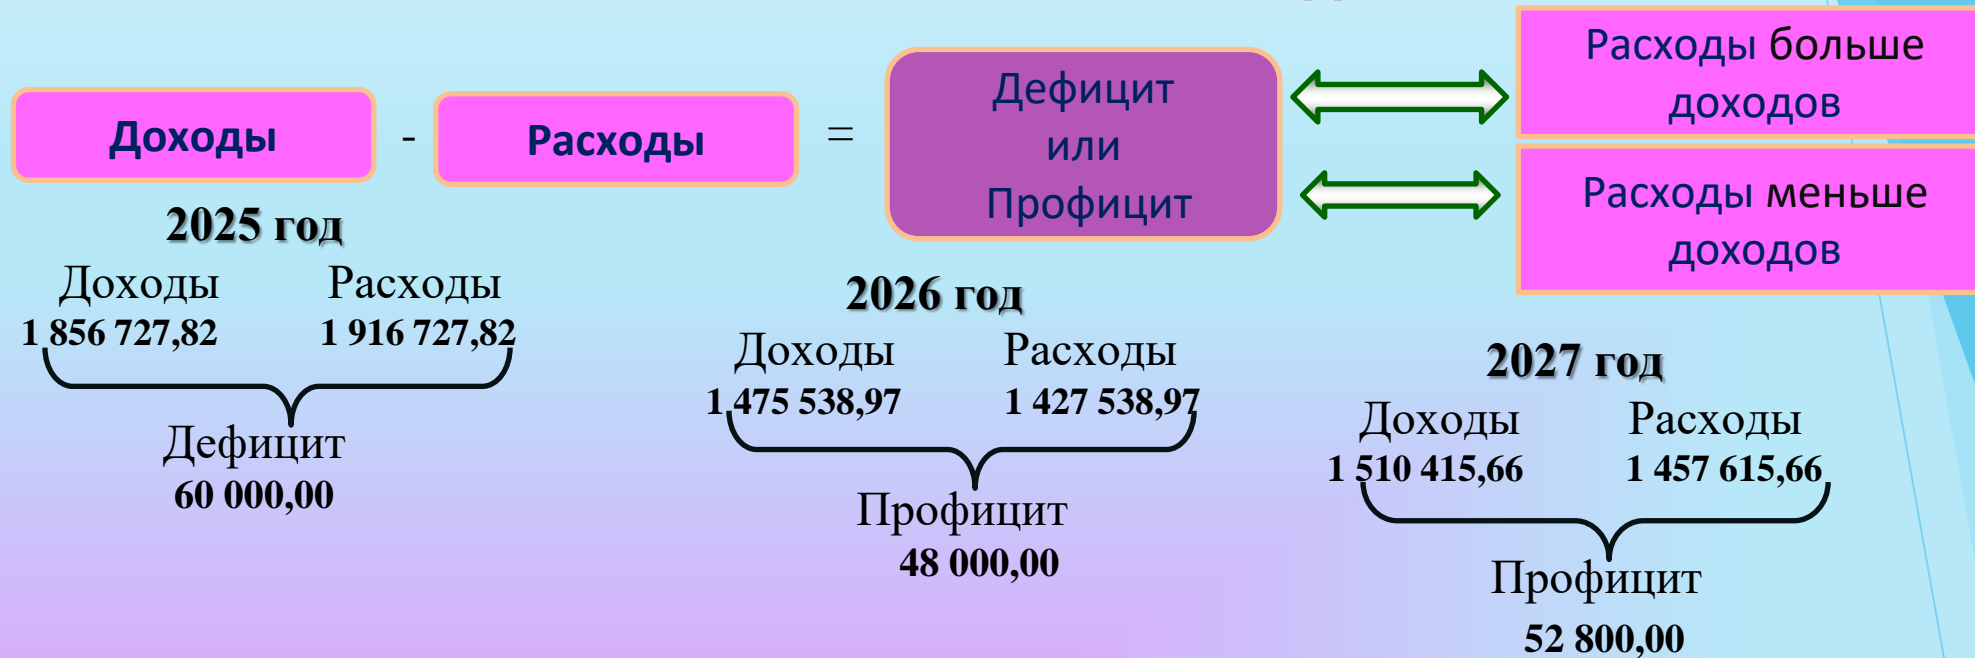 Доходы
-
Расходы
=
Дефицит
или
Профицит
Расходы больше
доходов
Расходы меньше
доходов
2025 год
Доходы Расходы
1 856 727,82 1 916 727,82
Дефицит
60 000,00
2026 год
Доходы Расходы
1 475 538,97 1 427 538,97
Профицит
48 000,00
2027 год
Доходы Расходы
1 510 415,66 1 457 615,66
Профицит
52 800,00